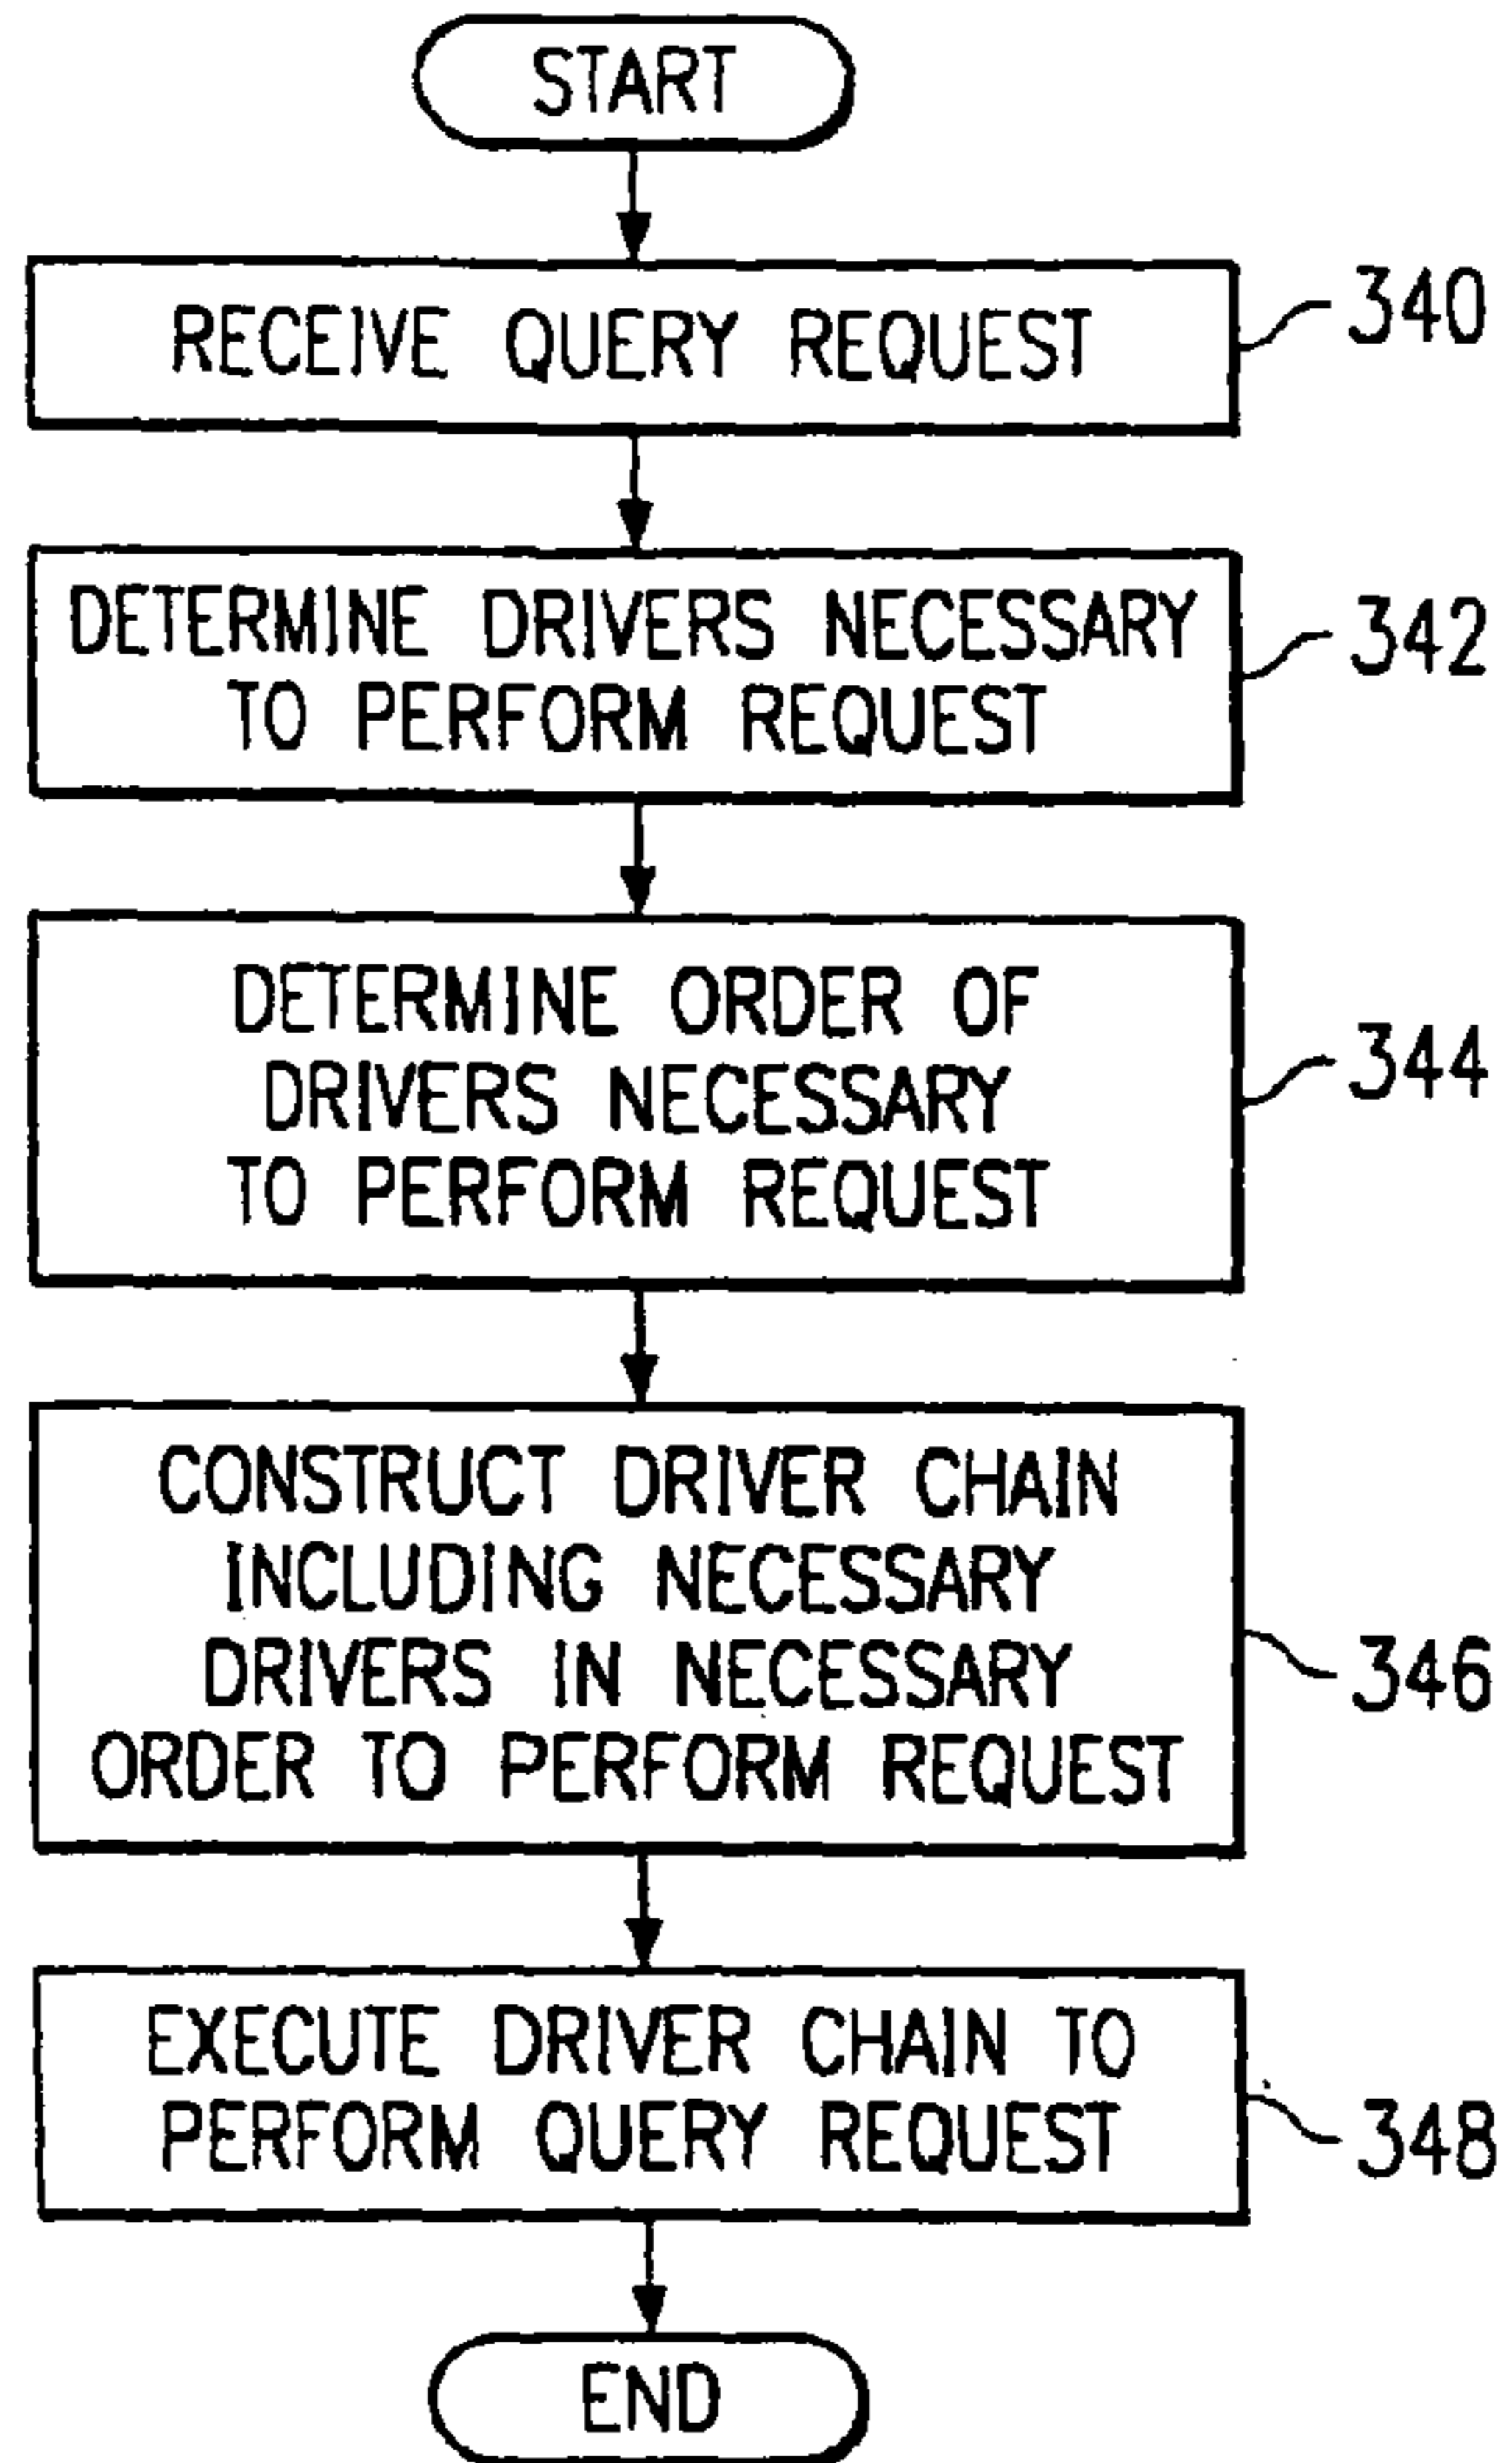 START
RECEIVE QUERY REQUEST
340
DETERMINE DRIVERS NECESSARY
TO PERFORM REQUEST
342
DETERMINE ORDER OF
DRIVERS NECESSARY
TO PERFORM REQUEST
344
CONSTRUCT DRIVER CHAIN
INCLUDING NECESSARY
DRIVERS IN NECESSARY
ORDER TO PERFORM REQUEST
346
EXECUTE DRIVER CHAIN TO
PERFORM QUERY REQUEST
348
END